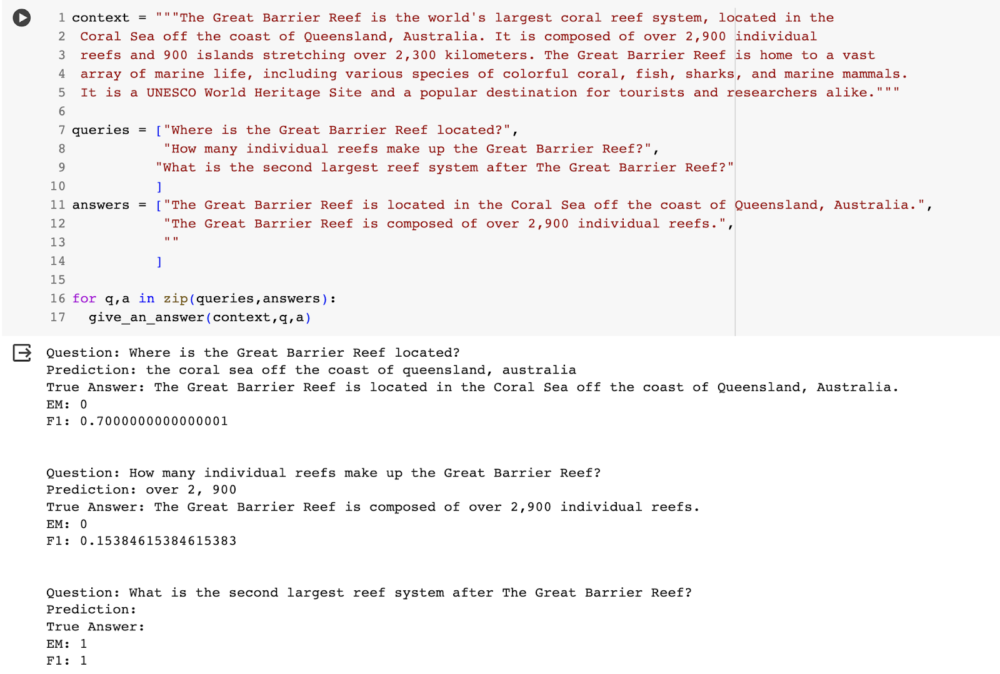 1 context = """The Great Barrier Reef is the world's largest coral reef system, located in the
2 Coral Sea off the coast of Queensland, Australia. It is composed of over 2,900 individual
3 reefs and 900 islands stretching over 2,300 kilometers. The Great Barrier Reef is home to a vast
4 array of marine life, including various species of colorful coral, fish, sharks, and marine mammals.
5 It is a UNESCO World Heritage Site and a popular destination for tourists and researchers alike."""
6
7 queries = ["Where is the Great Barrier Reef located?",
8            "How many individual reefs make up the Great Barrier Reef?",
9           "What is the second largest reef system after The Great Barrier Reef?"
10           ]
11 answers = ["The Great Barrier Reef is located in the Coral Sea off the coast of Queensland, Australia.",
12            "The Great Barrier Reef is composed of over 2,900 individual reefs.",
13            ""
14           ]
15
16 for q,a in zip(queries,answers):
17   give_an_answer(context,q,a)
Question: Where is the Great Barrier Reef located?
Prediction: the coral sea off the coast of queensland, australia
True Answer: The Great Barrier Reef is located in the Coral Sea off the coast of Queensland, Australia.
EM: 0
F1: 0.7000000000000001
Question: How many individual reefs make up the Great Barrier Reef?
Prediction: over 2, 900
True Answer: The Great Barrier Reef is composed of over 2,900 individual reefs.
EM: 0
F1: 0.15384615384615383
Question: What is the second largest reef system after The Great Barrier Reef?
Prediction:
True Answer:
EM: 1
F1: 1